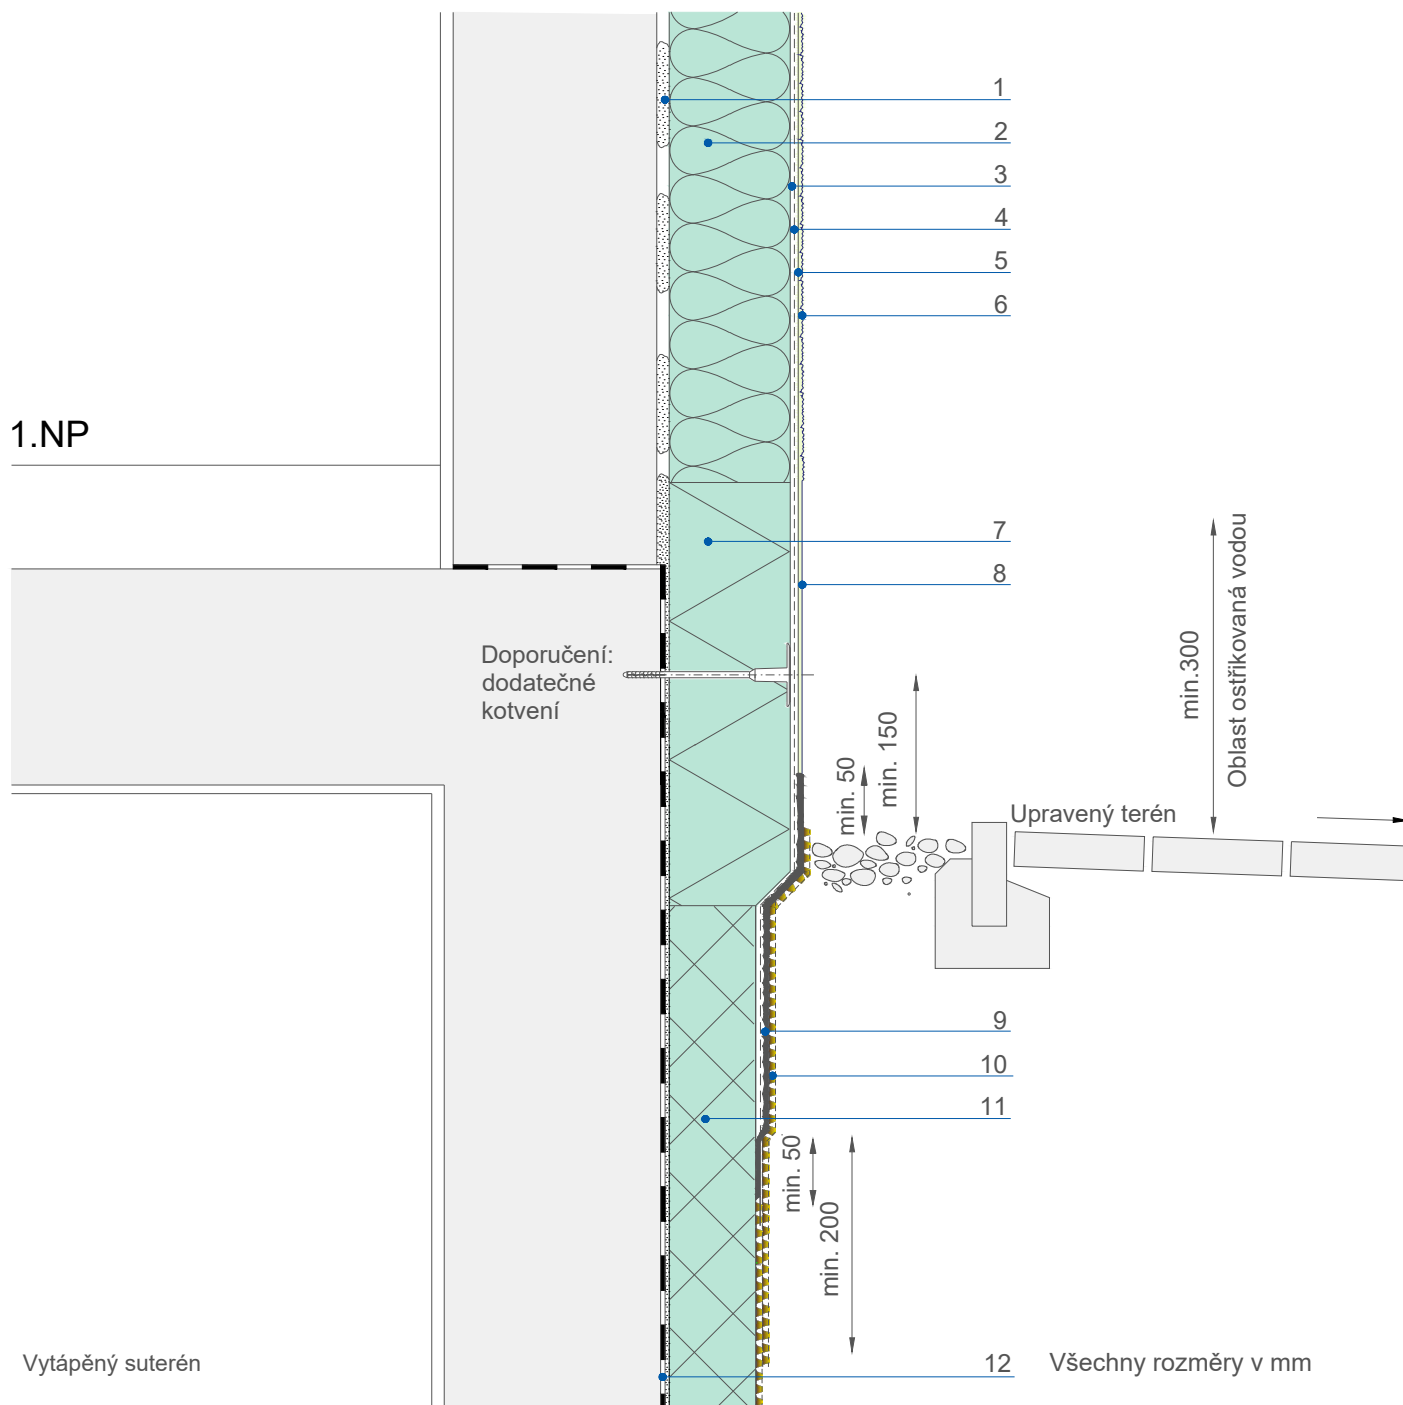 1
2
3
4
5
6
1.NP
7
8
Doporučení:
dodatečné
kotvení
min. 50
min. 150
min.300
Oblast ostřikovaná vodou
Upravený terén
9
10
11
min. 50
min. 200
12
Vytápěný suterén
Všechny rozměry v mm